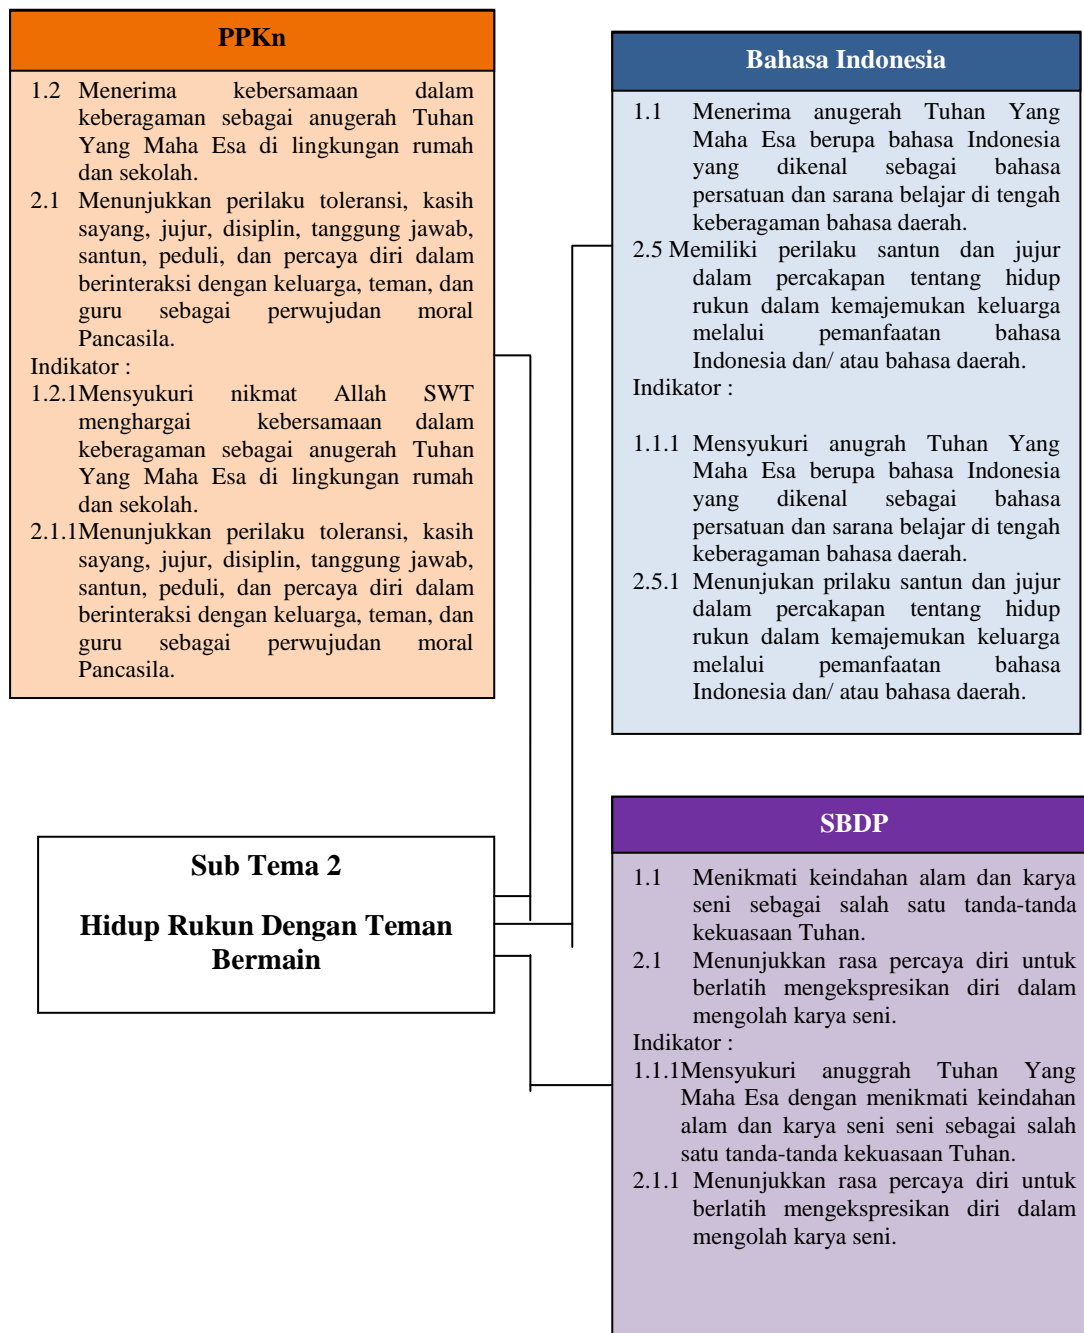 PPKn
1.2 Menerima kebersamaan dalam
keberagaman sebagai anugerah Tuhan
Yang Maha Esa di lingkungan rumah
dan sekolah.
2.1 Menunjukkan perilaku toleransi, kasih
sayang, jujur, disiplin, tanggung jawab,
santun, peduli, dan percaya diri dalam
berinteraksi dengan keluarga, teman, dan
guru sebagai perwujudan moral
Pancasila.
Indikator :
1.2.1Mensyukuri nikmat Allah SWT
menghargai kebersamaan dalam
keberagaman sebagai anugerah Tuhan
Yang Maha Esa di lingkungan rumah
dan sekolah.
2.1.1Menunjukkan perilaku toleransi, kasih
sayang, jujur, disiplin, tanggung jawab,
santun, peduli, dan percaya diri dalam
berinteraksi dengan keluarga, teman, dan
guru sebagai perwujudan moral
Pancasila.
Bahasa Indonesia
1.1 Menerima anugerah Tuhan Yang
Maha Esa berupa bahasa Indonesia
yang dikenal sebagai bahasa
persatuan dan sarana belajar di tengah
keberagaman bahasa daerah.
2.5 Memiliki perilaku santun dan jujur
dalam percakapan tentang hidup
rukun dalam kemajemukan keluarga
melalui pemanfaatan bahasa
Indonesia dan/ atau bahasa daerah.
Indikator :
1.1.1 Mensyukuri anugrah Tuhan Yang
Maha Esa berupa bahasa Indonesia
yang dikenal sebagai bahasa
persatuan dan sarana belajar di tengah
keberagaman bahasa daerah.
2.5.1 Menunjukan prilaku santun dan jujur
dalam percakapan tentang hidup
rukun dalam kemajemukan keluarga
melalui pemanfaatan bahasa
Indonesia dan/ atau bahasa daerah.
Sub Tema 2
Hidup Rukun Dengan Teman
Bermain
SBDP
1.1 Menikmati keindahan alam dan karya
seni sebagai salah satu tanda-tanda
kekuasaan Tuhan.
2.1 Menunjukkan rasa percaya diri untuk
berlatih mengekspresikan diri dalam
mengolah karya seni.
Indikator :
1.1.1Mensyukuri anuggrah Tuhan Yang
Maha Esa dengan menikmati keindahan
alam dan karya seni seni sebagai salah
satu tanda-tanda kekuasaan Tuhan.
2.1.1 Menunjukkan rasa percaya diri untuk
berlatih mengekspresikan diri dalam
mengolah karya seni.